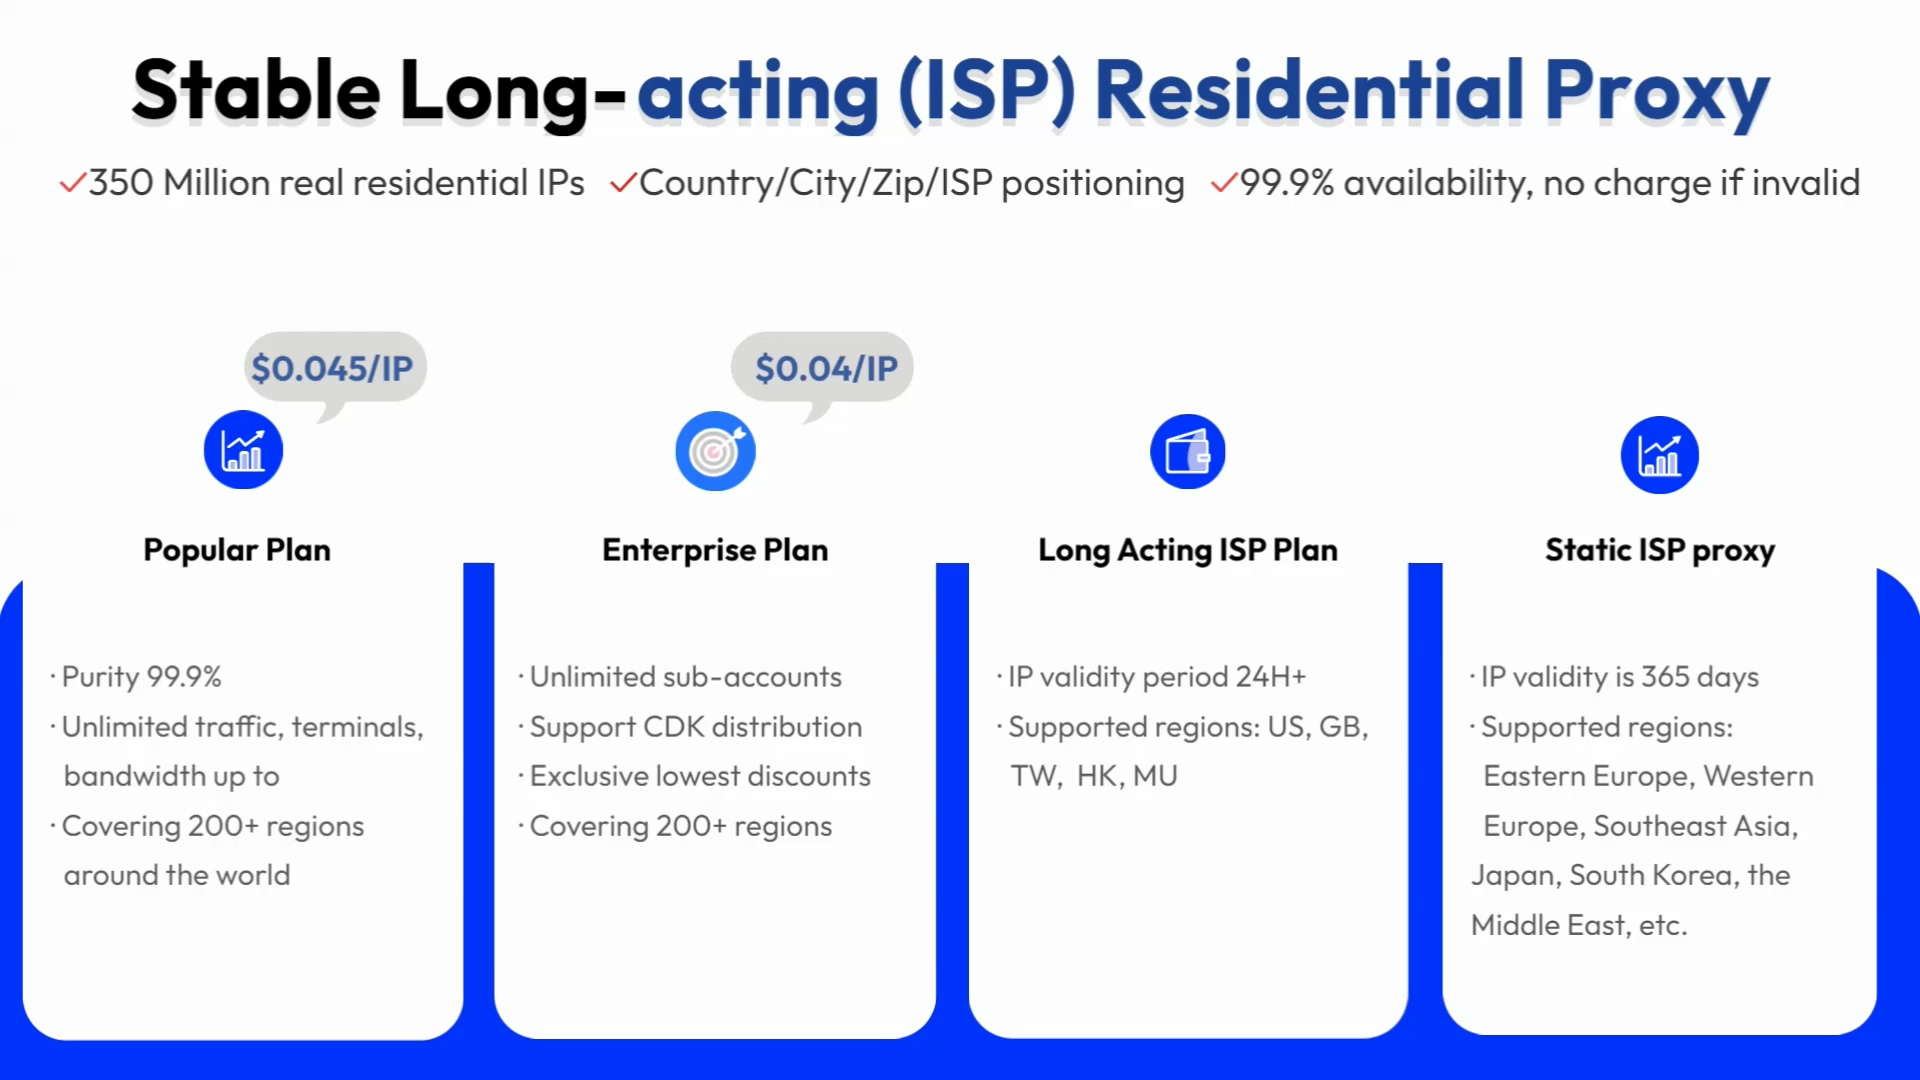 Stable Long-acting (ISP) Residential Proxy
✓350 Million real residential IPs ✓Country/City/Zip/ISP positioning ✓99.9% availability, no charge if invalid
$0.045/IP
Popular Plan
· Purity 99.9%
· Unlimited traffic, terminals,
bandwidth up to
· Covering 200+ regions
around the world
$0.04/IP
Enterprise Plan
· Unlimited sub-accounts
· Support CDK distribution
· Exclusive lowest discounts
· Covering 200+ regions
Long Acting ISP Plan
· IP validity period 24H+
· Supported regions: US, GB,
TW, HK, MU
Static ISP proxy
· IP validity is 365 days
· Supported regions:
Eastern Europe, Western
Europe, Southeast Asia,
Japan, South Korea, the
Middle East, etc.